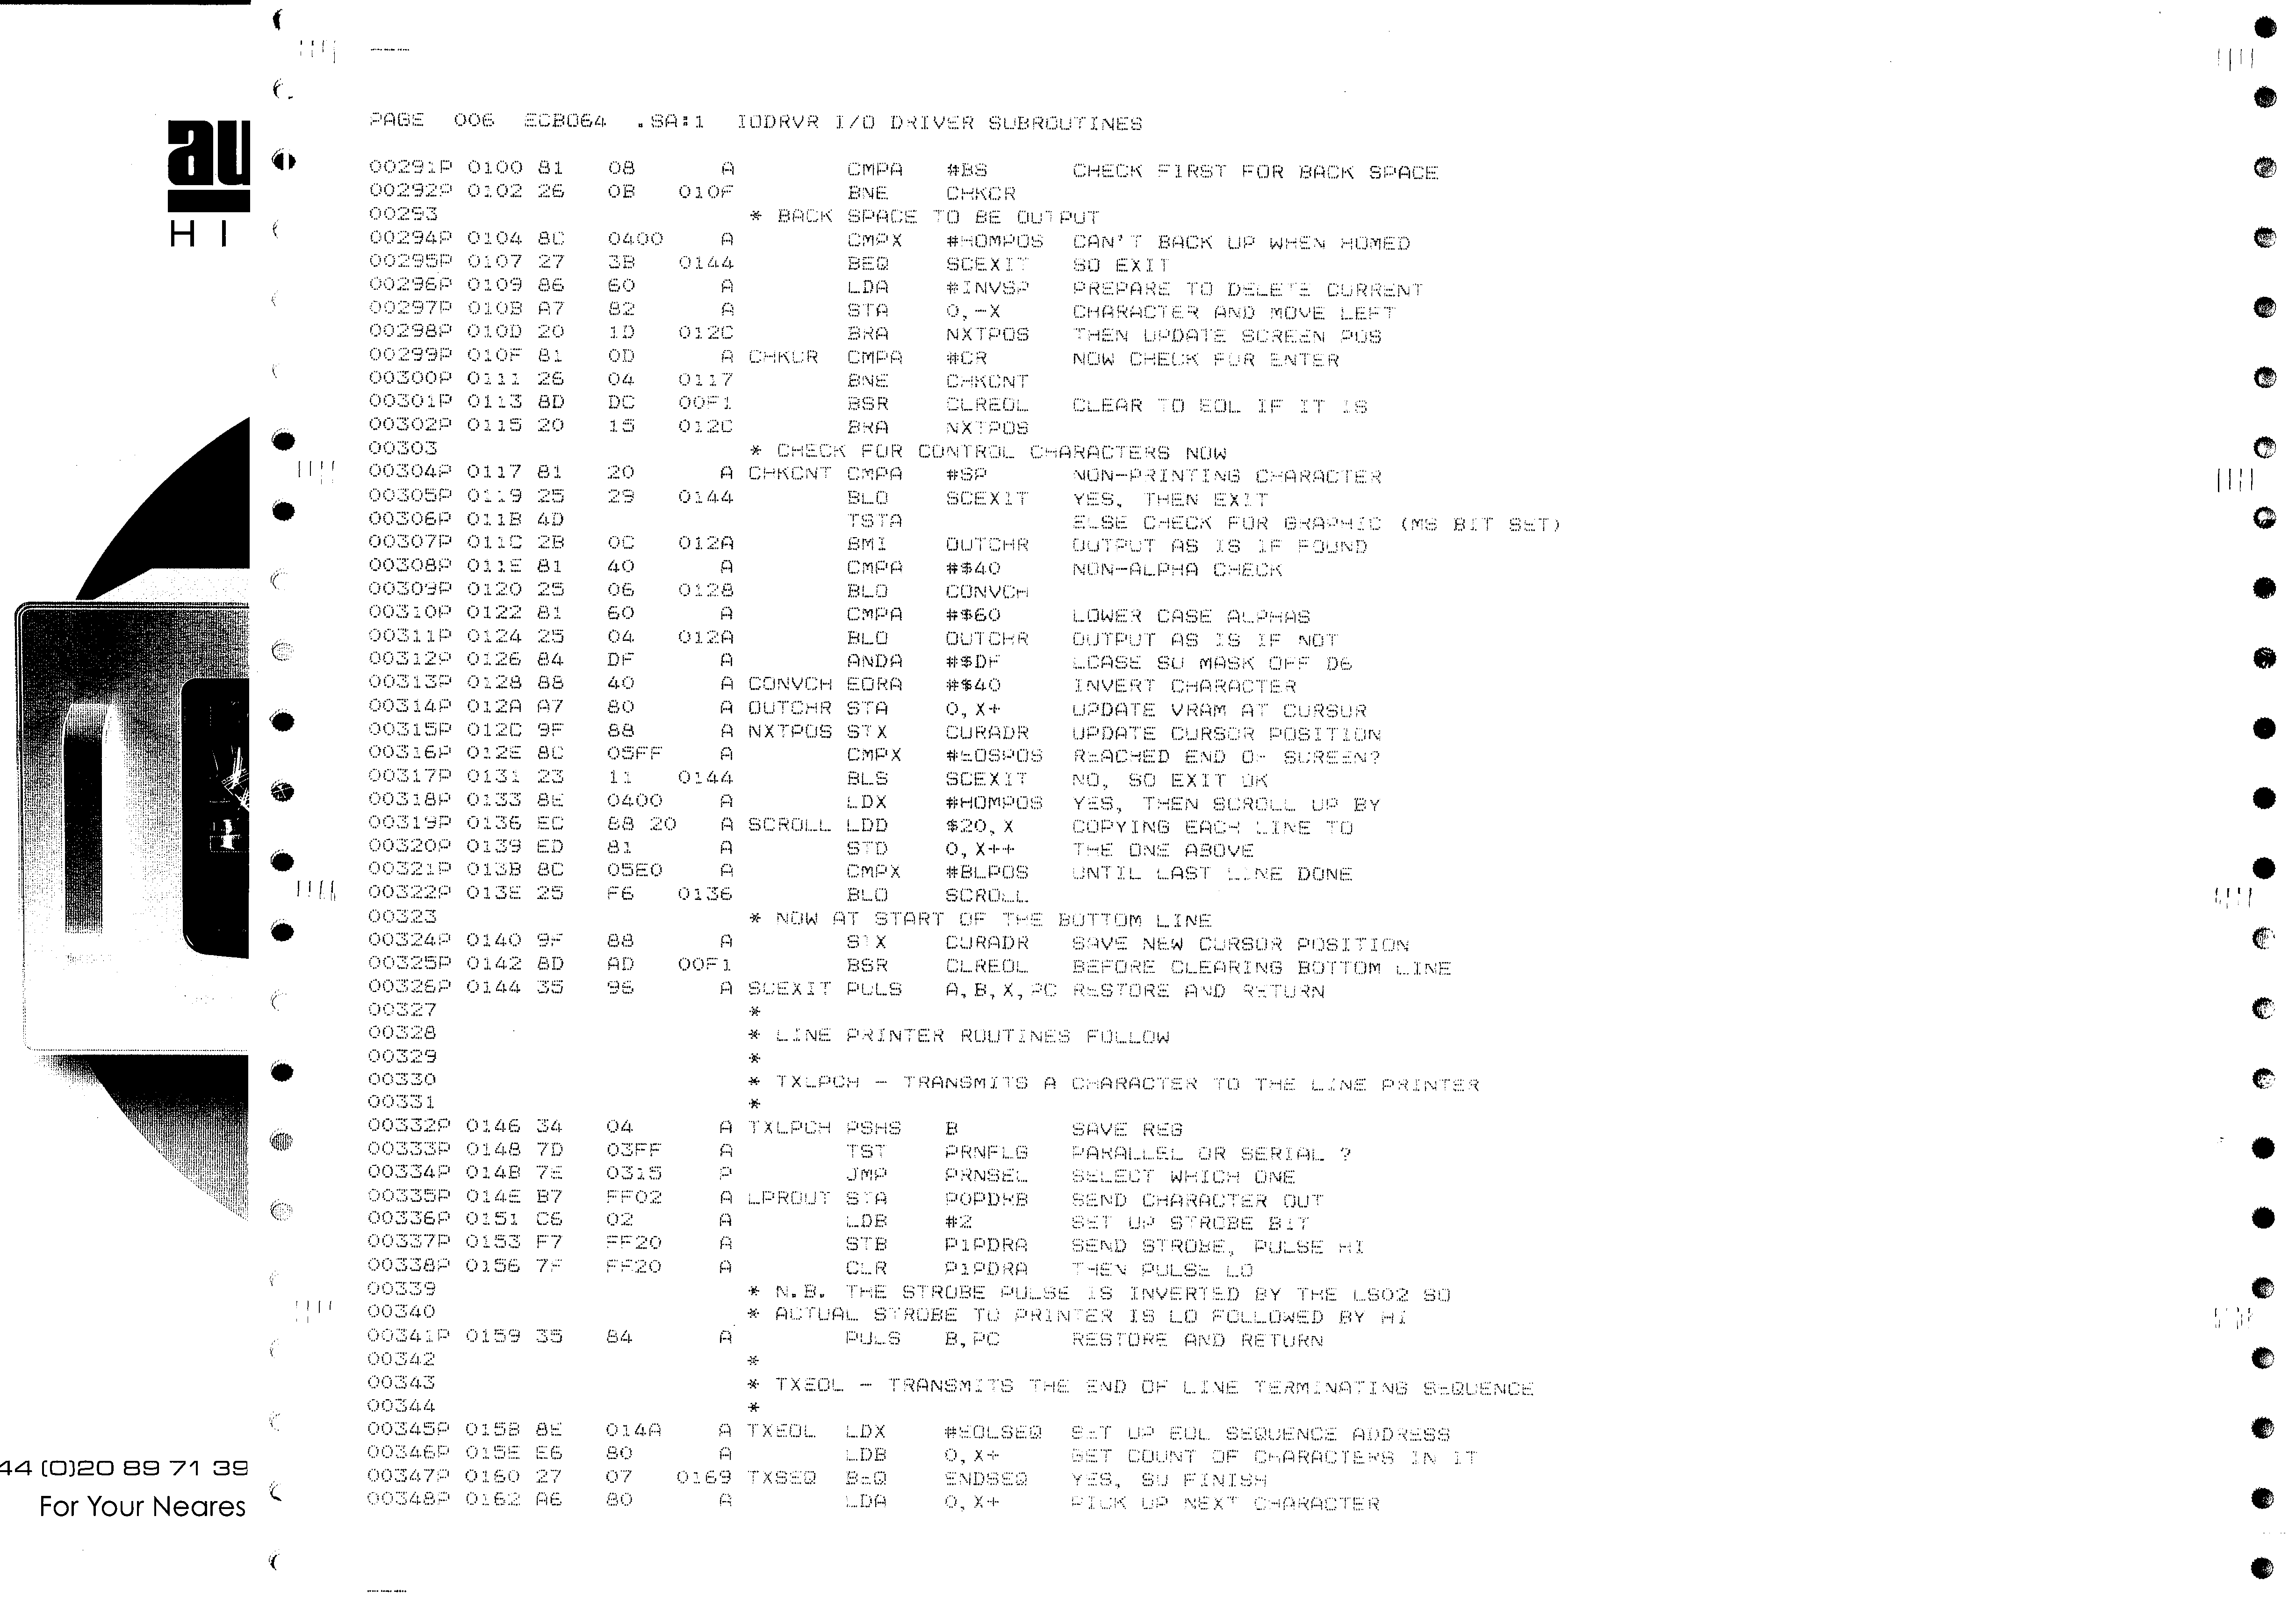 au
HI
44 (0)20 89 71 39
For Your Neares
PAGE 006 ECB064 .SA:1 IODRVR I/O DRIVER SUBROUTINES
00291P 0100 81 08 A CMPA #BS CHECK FIRST FOR BACK SPACE
00292P 0102 26 0B 010F BNE CHKCR
00293 * BACK SPACE TO BE OUTPUT
00294P 0104 8C 0400 A CMPX #HOMPOS CAN'T BACK UP WHEN HOMED
00295P 0107 27 3B 0144 BEQ SCEXIT SO EXIT
00296P 0109 86 60 A LDA #INVSP PREPARE TO DELETE CURRENT
00297P 010B A7 82 A STA 0,-X CHARACTER AND MOVE LEFT
00298P 010D 20 1D 012C BRA NXTPOS THEN UPDATE SCREEN POS
00299P 010F 81 0D A CHKCR CMPA #CR NOW CHECK FOR ENTER
00300P 0111 26 04 0117 BNE CHKCNT
00301P 0113 8D DC 00F1 BSR CLREOL CLEAR TO EOL IF IT IS
00302P 0115 20 15 012C BRA NXTPOS
00303 * CHECK FOR CONTROL CHARACTERS NOW
00304P 0117 81 20 A CHKCNT CMPA #SP NON-PRINTING CHARACTER
00305P 0119 25 29 0144 BLO SCEXIT YES, THEN EXIT
00306P 011B 4D TSTA ELSE CHECK FOR GRAPHIC (MS BIT SET)
00307P 011C 2B 0C 012A BMI OUTCHR OUTPUT AS IS IF FOUND
00308P 011E 81 40 A CMPA #$40 NON-ALPHA CHECK
00309P 0120 25 06 0128 BLO CONVCH
00310P 0122 81 60 A CMPA #$60 LOWER CASE ALPHAS
00311P 0124 25 04 012A BLO OUTCHR OUTPUT AS IS IF NOT
00312P 0126 84 DF A ANDA #$DF LCASE SO MASK OFF D6
00313P 0128 88 40 A CONVCH EORA #$40 INVERT CHARACTER
00314P 012A A7 80 A OUTCHR STA 0,X+ UPDATE VRAM AT CURSOR
00315P 012C 9F 88 A NXTPOS STX CURADR UPDATE CURSOR POSITION
00316P 012E 8C 05FF A CMPX #EOSPOS REACHED END OF SCREEN?
00317P 0131 23 11 0144 BLS SCEXIT NO, SO EXIT OK
00318P 0133 8E 0400 A LDX #HOMPOS YES, THEN SCROLL UP BY
00319P 0136 EC 88 20 A SCROLL LDD $20,X COPYING EACH LINE TO
00320P 0139 ED 81 A STD 0,X++ THE ONE ABOVE
00321P 013B 8C 05E0 A CMPX #BLPOS UNTIL LAST LINE DONE
00322P 013E 25 F6 0136 BLO SCROLL
00323 * NOW AT START OF THE BOTTOM LINE
00324P 0140 9F 88 A STX CURADR SAVE NEW CURSOR POSITION
00325P 0142 8D AD 00F1 BSR CLREOL BEFORE CLEARING BOTTOM LINE
00326P 0144 35 96 A SCEXIT PULS A,B,X,PC RESTORE AND RETURN
00327 *
00328 * LINE PRINTER ROUTINES FOLLOW
00329 *
00330 * TXLPCH - TRANSMITS A CHARACTER TO THE LINE PRINTER
00331 *
00332P 0146 34 04 A TXLPCH PSHS B SAVE REG
00333P 0148 7D 03FF A TST PRNFLG PARALLEL OR SERIAL ?
00334P 014B 7E 0315 P JMP PRNSEL SELECT WHICH ONE
00335P 014E B7 FF02 A LPROUT STA P0PDRB SEND CHARACTER OUT
00336P 0151 C6 02 A LDB #2 SET UP STROBE BIT
00337P 0153 F7 FF20 A STB P1PDRA SEND STROBE, PULSE HI
00338P 0156 7F FF20 A CLR P1PDRA THEN PULSE LO
00339 * N.B. THE STROBE PULSE IS INVERTED BY THE LS02 SO
00340 * ACTUAL STROBE TO PRINTER IS LO FOLLOWED BY HI
00341P 0159 35 84 A PULS B,PC RESTORE AND RETURN
00342 *
00343 * TXEOL - TRANSMITS THE END OF LINE TERMINATING SEQUENCE
00344 *
00345P 015B 8E 014A A TXEOL LDX #EOLSEQ SET UP EOL SEQUENCE ADDRESS
00346P 015E E6 80 A LDB 0,X+ GET COUNT OF CHARACTERS IN IT
00347P 0160 27 07 0169 TXSEQ BEQ ENDSEQ YES, SO FINISH
00348P 0162 A6 80 A LDA 0,X+ PICK UP NEXT CHARACTER